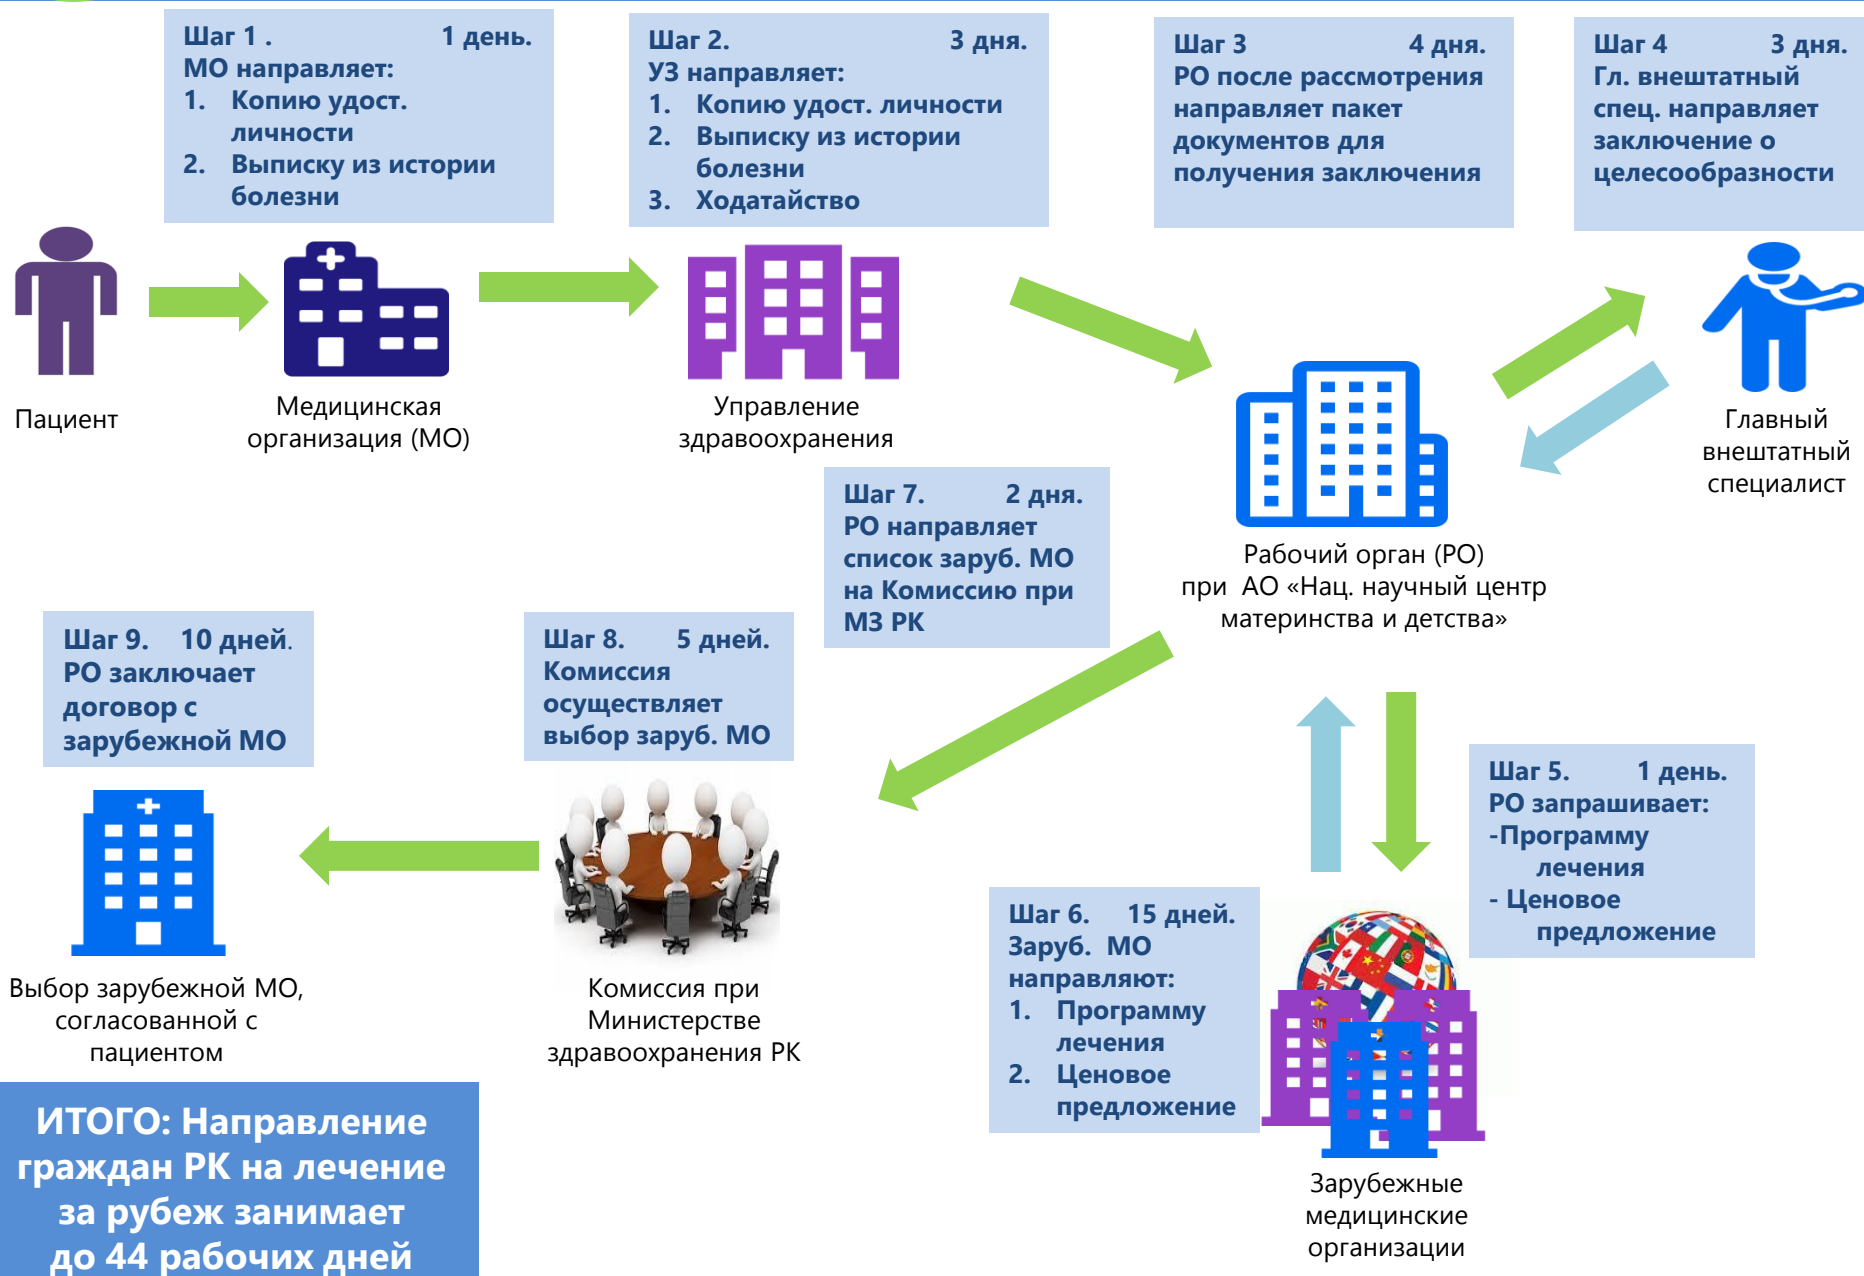 Шаг 1 . 1 день.
МО направляет:
1. Копию удост.
личности
2. Выписку из истории
болезни
Шаг 2. 3 дня.
УЗ направляет:
1. Копию удост. личности
2. Выписку из истории
болезни
3. Ходатайство
Шаг 3 4 дня.
РО после рассмотрения
направляет пакет
документов для
получения заключения
Шаг 4 3 дня.
Гл. внештатный
спец. направляет
заключение о
целесообразности
Пациент
Медицинская
организация (МО)
Управление
здравоохранения
Главный
внештатный
специалист
Рабочий орган (РО)
при АО «Нац. научный центр
материнства и детства»
Шаг 7. 2 дня.
РО направляет
список заруб. МО
на Комиссию при
МЗ РК
Шаг 9. 10 дней.
РО заключает
договор с
зарубежной МО
Шаг 8. 5 дней.
Комиссия
осуществляет
выбор заруб. МО
Шаг 5. 1 день.
РО запрашивает:
-Программу
лечения
- Ценовое
предложение
Шаг 6. 15 дней.
Заруб. МО
направляют:
1. Программу
лечения
2. Ценовое
предложение
Выбор зарубежной МО,
согласованной с
пациентом
Комиссия при
Министерстве
здравоохранения РК
Зарубежные
медицинские
организации
ИТОГО: Направление
граждан РК на лечение
за рубеж занимает
до 44 рабочих дней